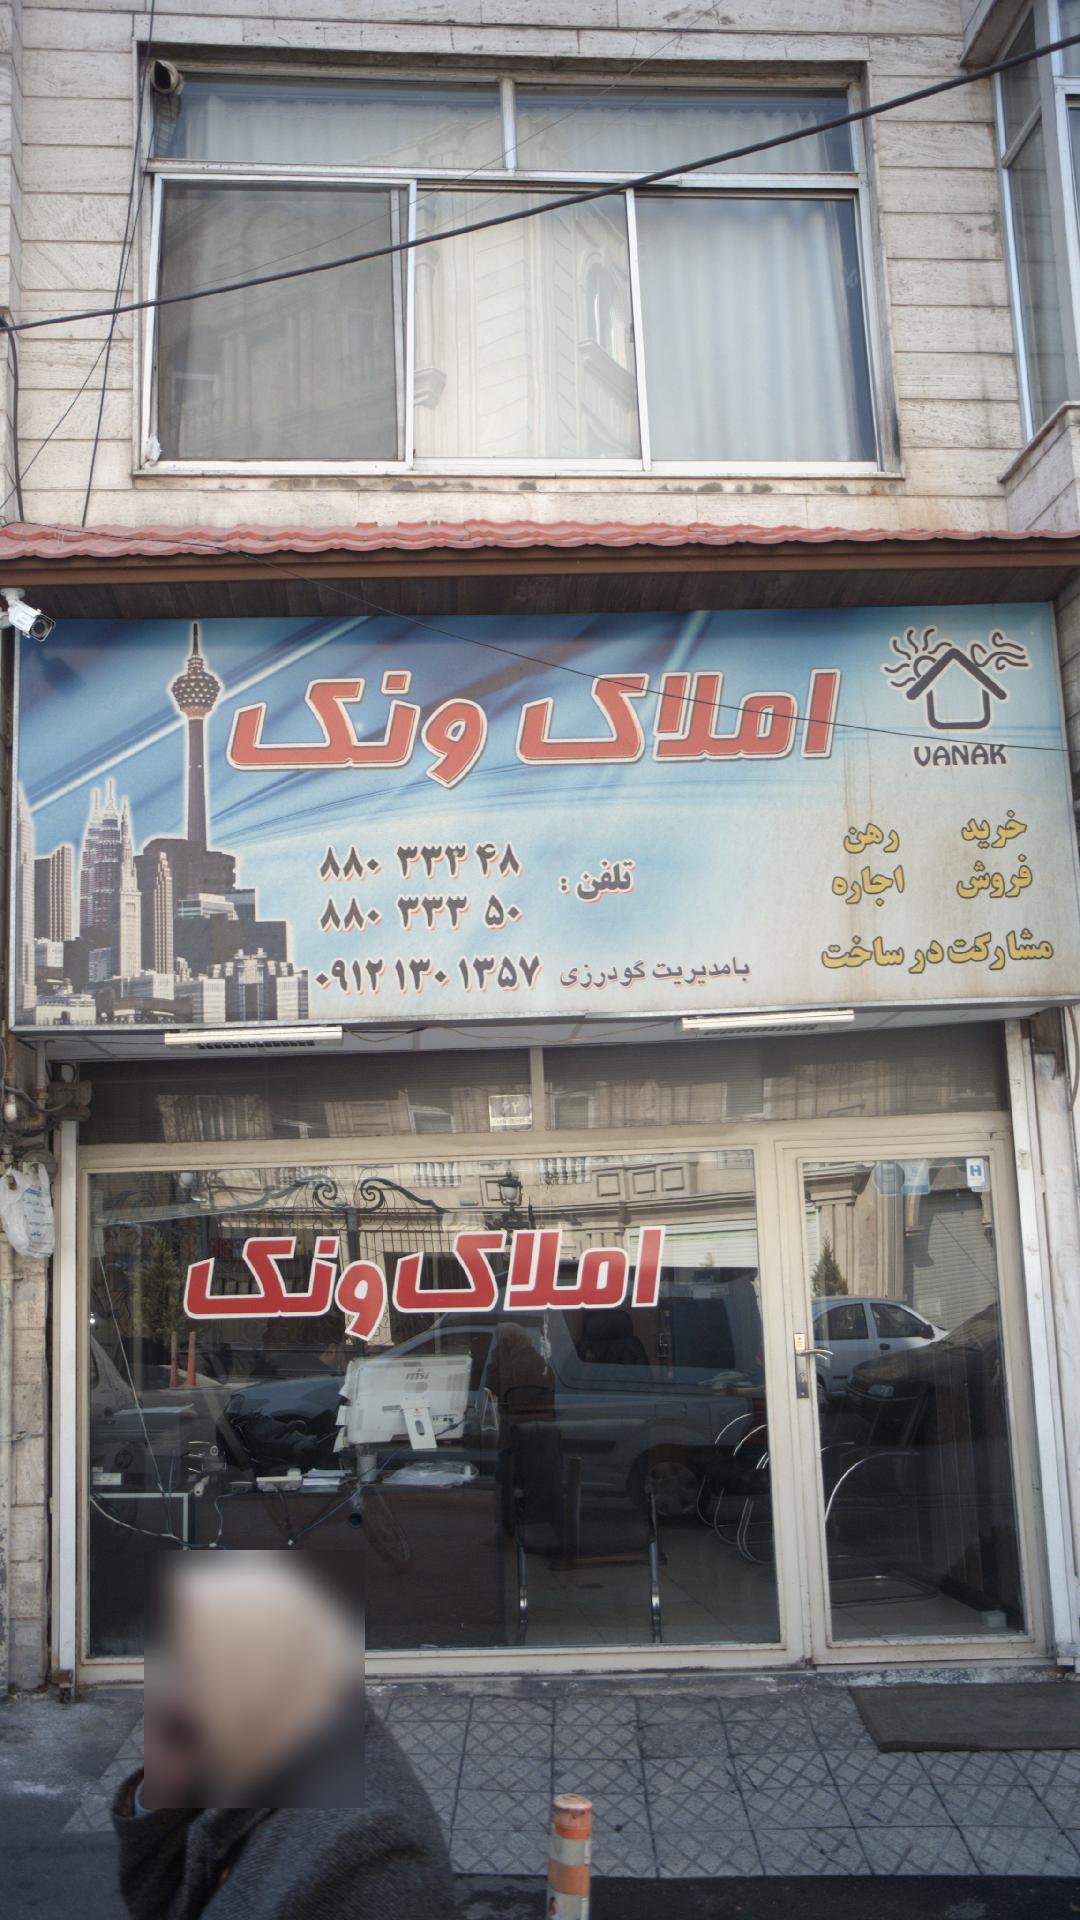 املاک ونک
VANAK
خرید رهن
فروش اجاره
مشارکت در ساخت
تلفن :
۸۸۰ ۳۳۳ ۴۸
۸۸۰ ۳۳۳ ۵۰
بامدیریت گودرزی ۰۹۱۲ ۱۳۰ ۱۳۵۷
املاک ونک
msi